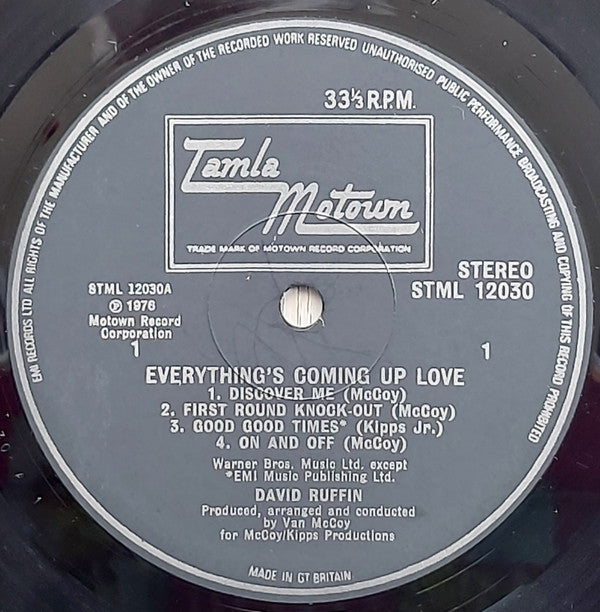 EMI RECORDS LTD ALL RIGHTS OF THE MANUFACTURER AND OF THE OWNER OF THE RECORDED WORK RESERVED UNAUTHORISED PUBLIC PERFORMANCE BROADCASTING AND COPYING OF THIS RECORD PROHIBITED
33⅓ R.P.M.
Tamla
Motown
TRADE MARK OF MOTOWN RECORD CORPORATION
STEREO
STML 12030
STML 12030A
℗ 1976
Motown Record
Corporation
1
1
EVERYTHING'S COMING UP LOVE
1. DISCOVER ME (McCoy)
2. FIRST ROUND KNOCK-OUT (McCoy)
3. GOOD GOOD TIMES* (Kipps Jr.)
4. ON AND OFF (McCoy)
Warner Bros. Music Ltd. except
*EMI Music Publishing Ltd.
DAVID RUFFIN
Produced, arranged and conducted
by Van McCoy
for McCoy/Kipps Productions
MADE IN GT BRITAIN